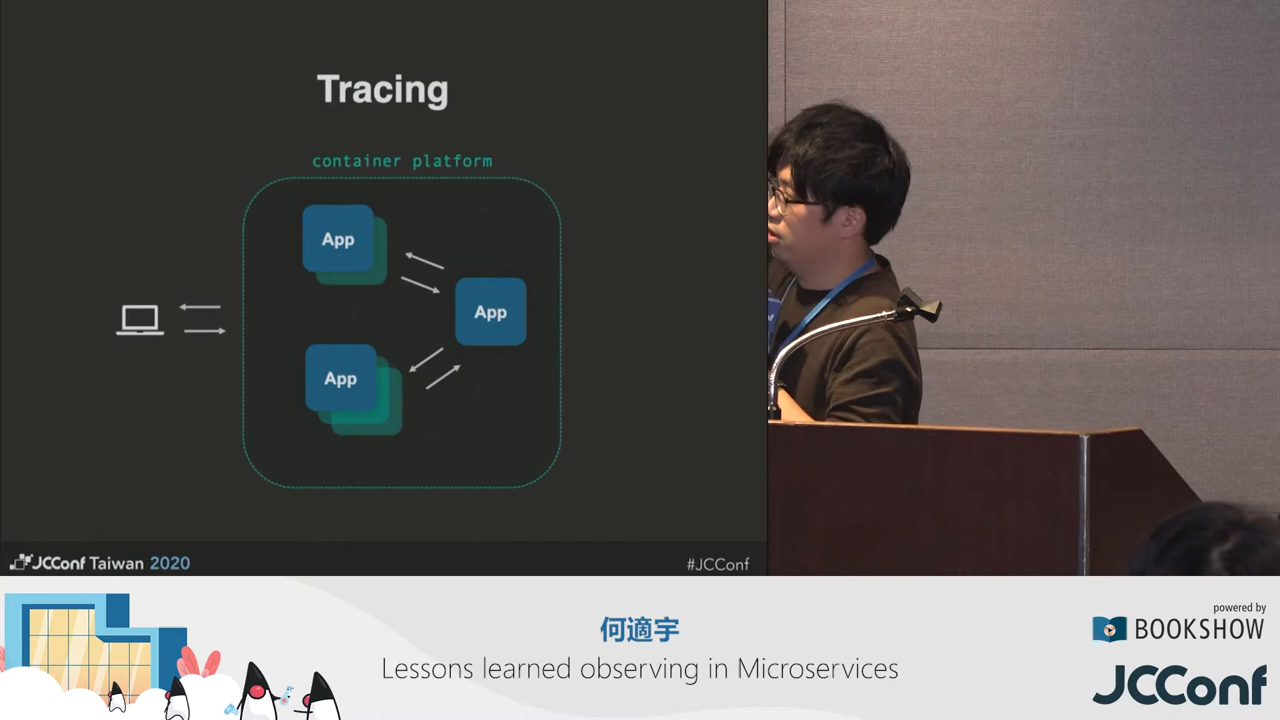 Tracing
container platform
App
App
App
JCConf Taiwan 2020
#JCConf
何適宇
Lessons learned observing in Microservices
powered by
BOOKSHOW
JCConf